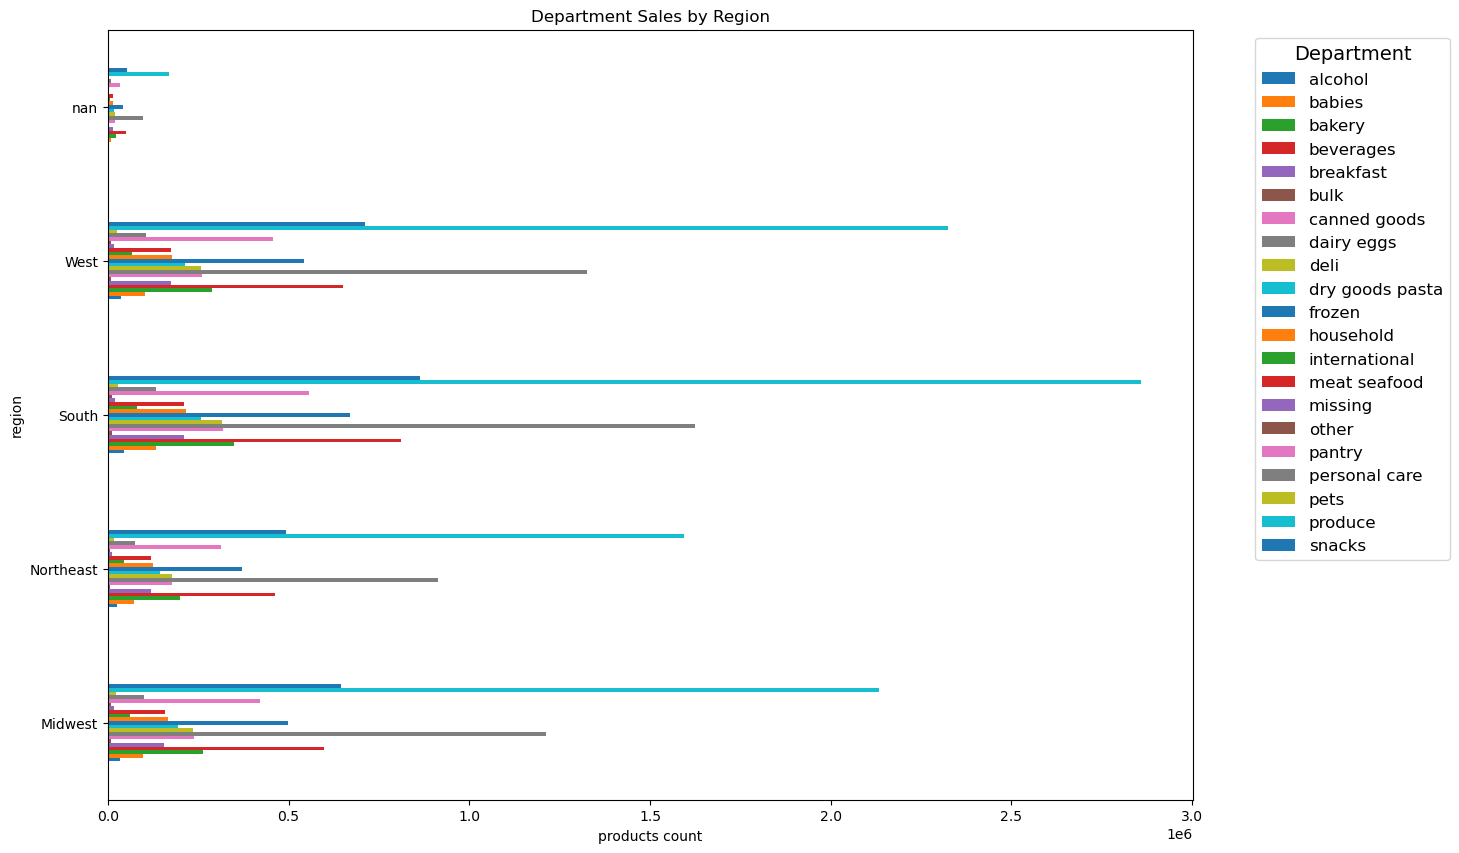 Department Sales by Region
nan
West
South
Northeast
Midwest
region
0.0 0.5 1.0 1.5 2.0 2.5 3.0
1e6
products count
Department
alcohol
babies
bakery
beverages
breakfast
bulk
canned goods
dairy eggs
deli
dry goods pasta
frozen
household
international
meat seafood
missing
other
pantry
personal care
pets
produce
snacks